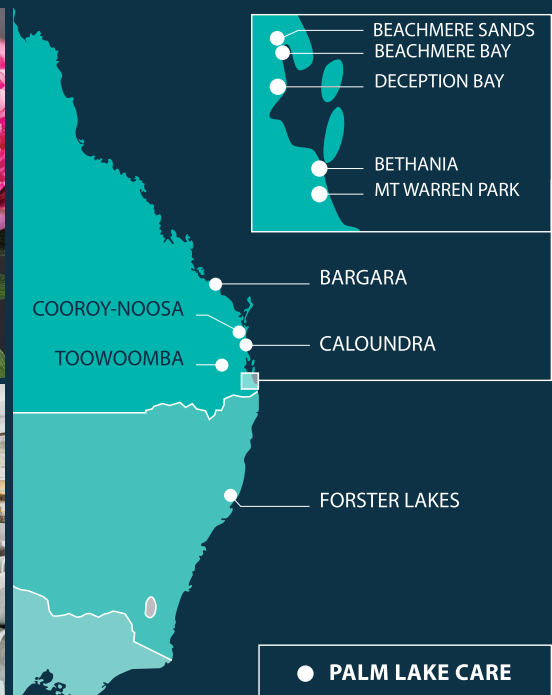 BEACHMERE SANDS
BEACHMERE BAY
DECEPTION BAY
BETHANIA
MT WARREN PARK
BARGARA
COOROY-NOOSA
CALOUNDRA
TOOWOOMBA
FORSTER LAKES
PALM LAKE CARE